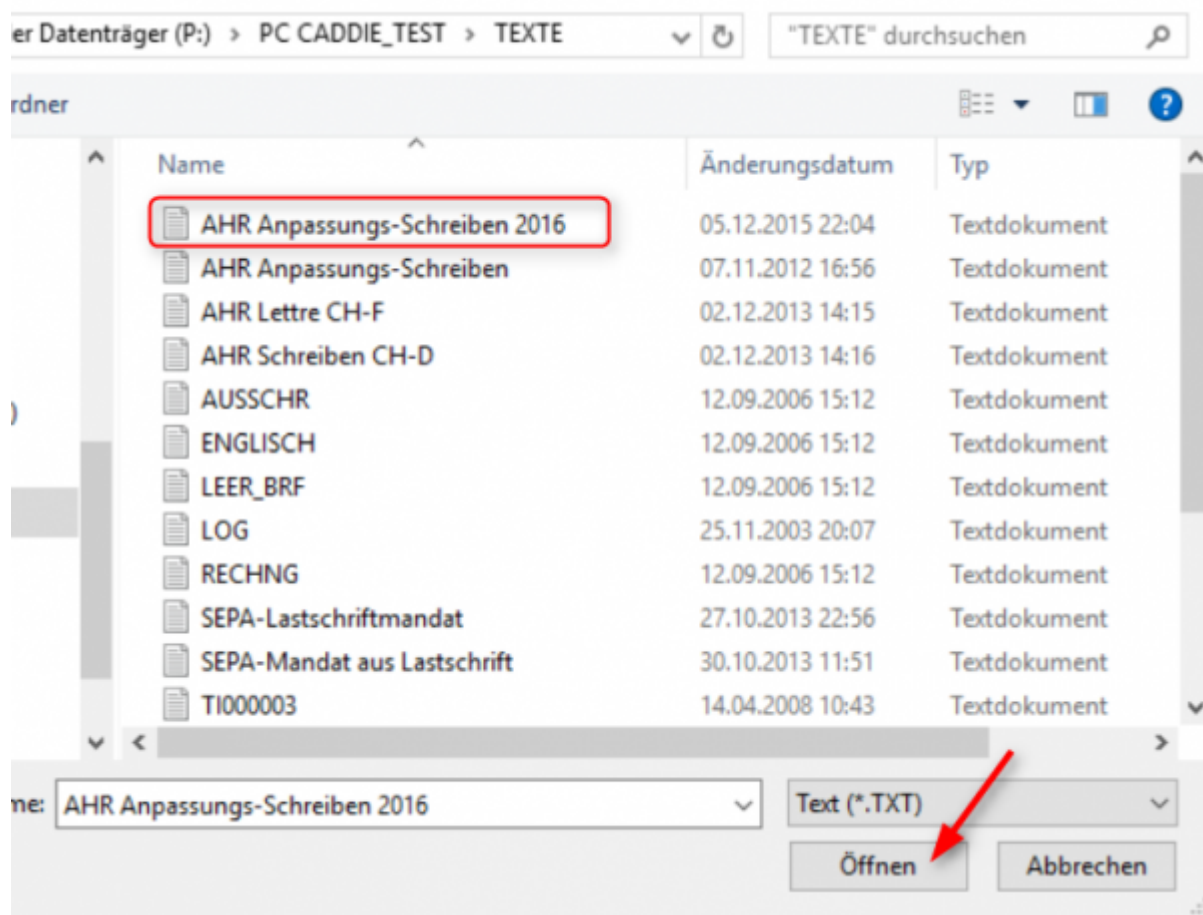 er Datenträger (P:) > PC CADDIE_TEST > TEXTE "TEXTE" durchsuchen
rdner
Name Änderungsdatum Typ
AHR Anpassungs-Schreiben 2016 05.12.2015 22:04 Textdokument
AHR Anpassungs-Schreiben 07.11.2012 16:56 Textdokument
AHR Lettre CH-F 02.12.2013 14:15 Textdokument
AHR Schreiben CH-D 02.12.2013 14:16 Textdokument
AUSSCHR 12.09.2006 15:12 Textdokument
)
ENGLISCH 12.09.2006 15:12 Textdokument
LEER_BRF 12.09.2006 15:12 Textdokument
LOG 25.11.2003 20:07 Textdokument
RECHNG 12.09.2006 15:12 Textdokument
SEPA-Lastschriftmandat 27.10.2013 22:56 Textdokument
SEPA-Mandat aus Lastschrift 30.10.2013 11:51 Textdokument
TI000003 14.04.2008 10:43 Textdokument
me: AHR Anpassungs-Schreiben 2016 Text (*.TXT)
Öffnen Abbrechen